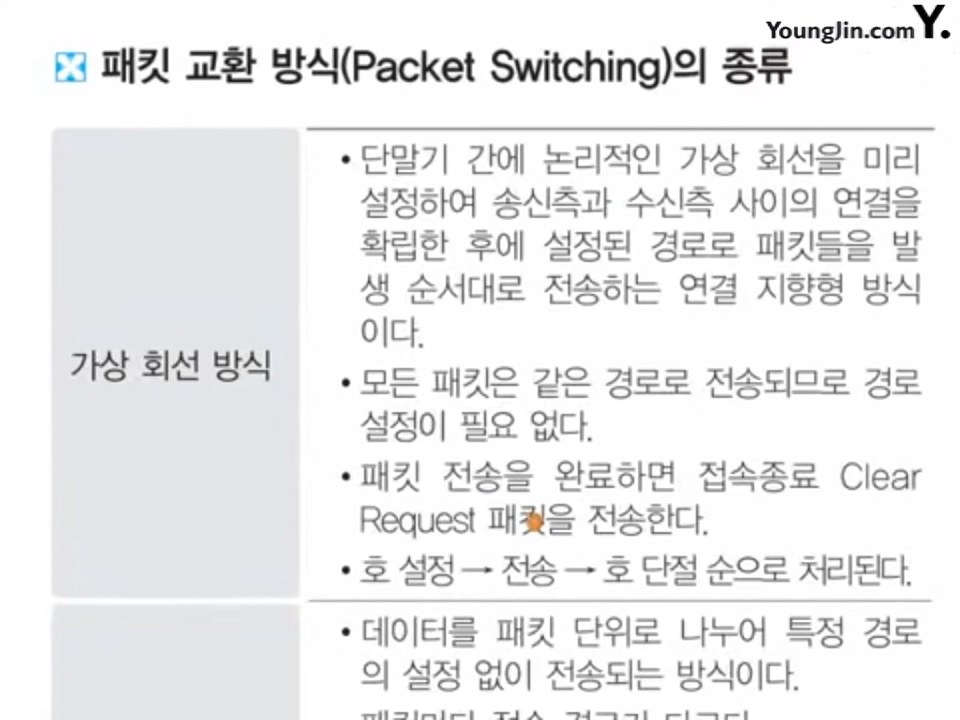 YoungJin.com Y.
패킷 교환 방식(Packet Switching)의 종류
• 단말기 간에 논리적인 가상 회선을 미리
설정하여 송신측과 수신측 사이의 연결을
확립한 후에 설정된 경로로 패킷들을 발
생 순서대로 전송하는 연결 지향형 방식
이다.
가상 회선 방식
• 모든 패킷은 같은 경로로 전송되므로 경로
설정이 필요 없다.
• 패킷 전송을 완료하면 접속종료 Clear
Request 패킷을 전송한다.
• 호 설정 → 전송 → 호 단절 순으로 처리된다.
• 데이터를 패킷 단위로 나누어 특정 경로
의 설정 없이 전송되는 방식이다.